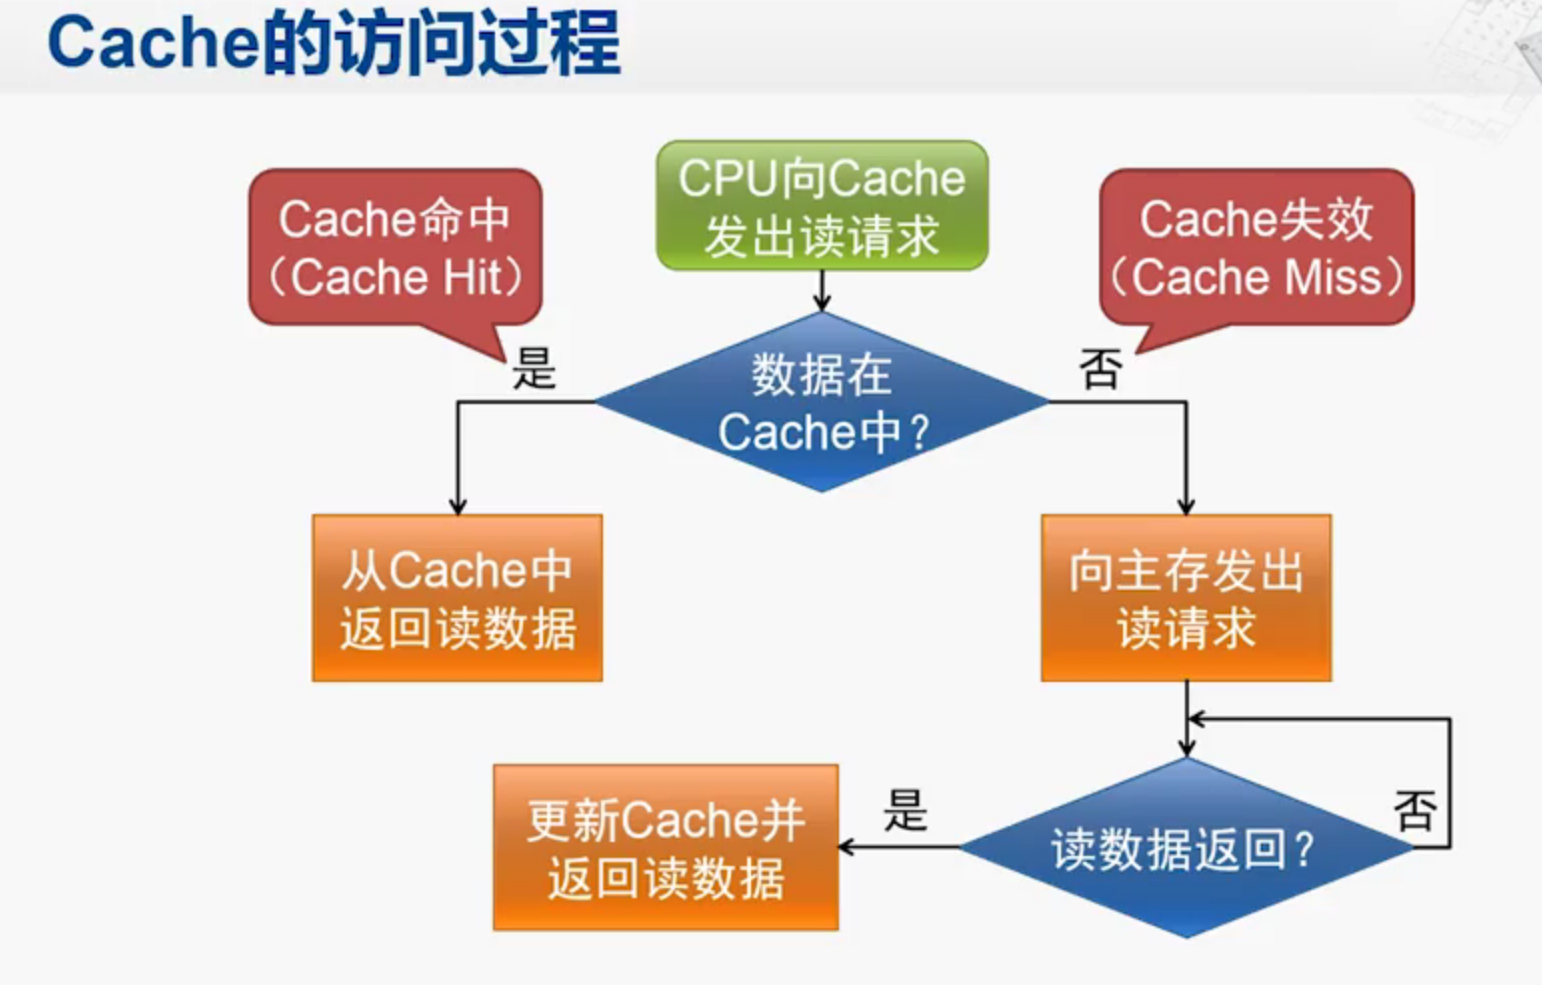 Cache的访问过程
CPU向Cache
发出读请求
Cache命中
（Cache Hit）
Cache失效
（Cache Miss）
是
数据在
Cache中？
否
从Cache中
返回读数据
向主存发出
读请求
更新Cache并
返回读数据
是
读数据返回？
否